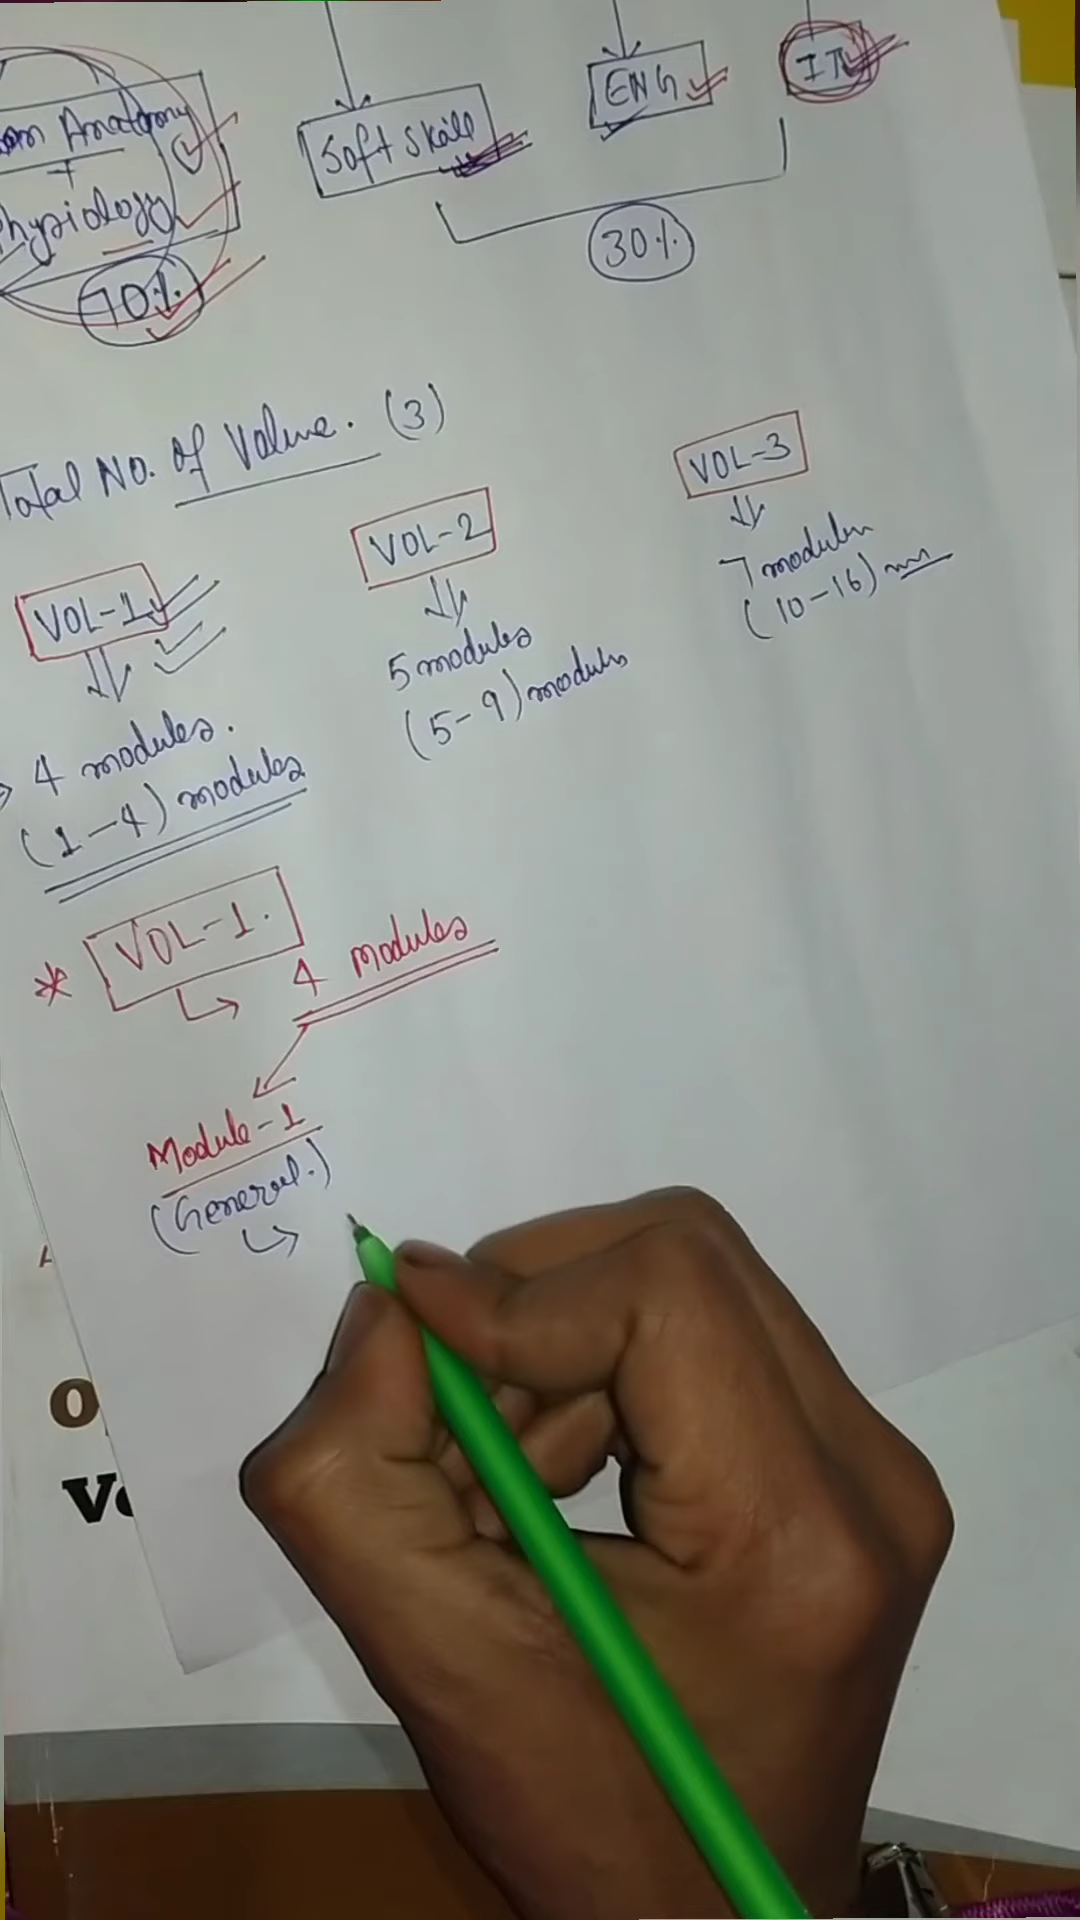 Anatomy
+
Physiology
70%
Soft Skill
ENG
IT
30%
Total No. of Volume. (3)
VOL-1
4 modules.
(1-4) modules
VOL-2
5 modules
(5-9) modules
VOL-3
7 modules
(10-16)
* VOL-1.
4 Modules
Module-1
(General.)